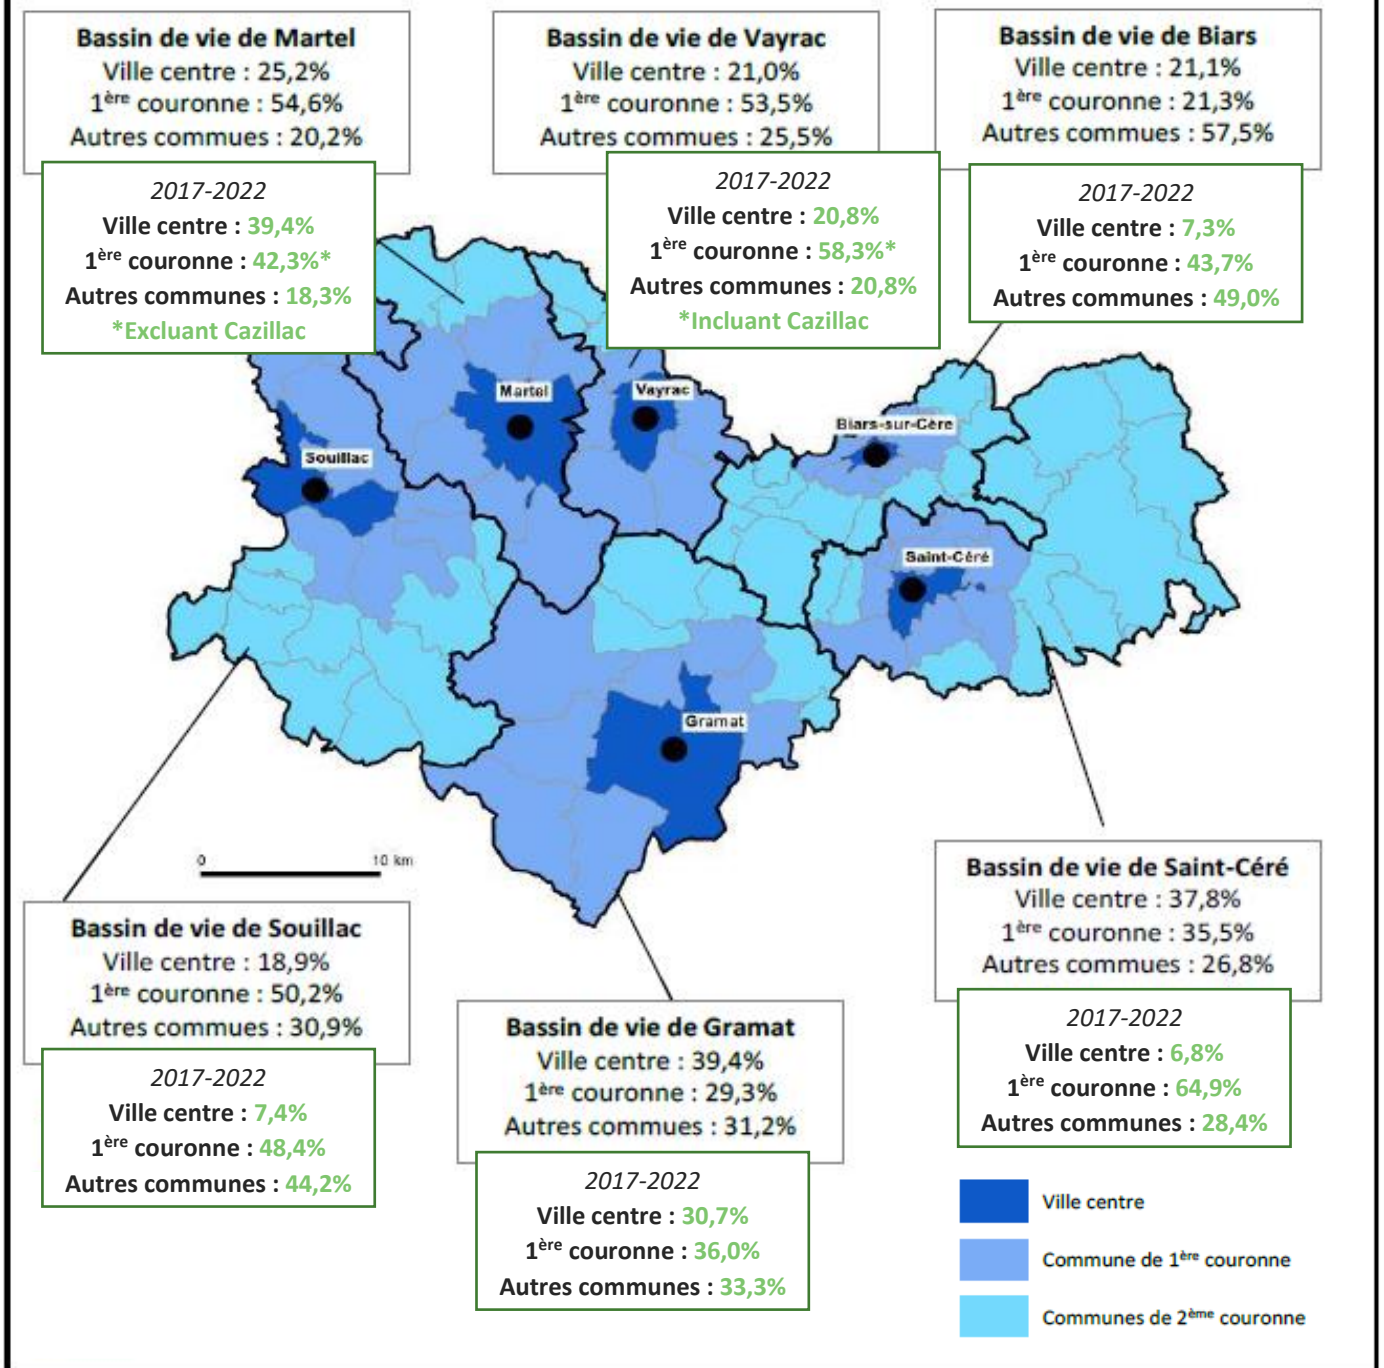 Bassin de vie de Martel
Ville centre : 25,2%
1ère couronne : 54,6%
Autres commues : 20,2%
2017-2022
Ville centre : 39,4%
1ère couronne : 42,3%*
Autres communes : 18,3%
*Excluant Cazillac
Bassin de vie de Vayrac
Ville centre : 21,0%
1ère couronne : 53,5%
Autres commues : 25,5%
2017-2022
Ville centre : 20,8%
1ère couronne : 58,3%*
Autres communes : 20,8%
*Incluant Cazillac
Bassin de vie de Biars
Ville centre : 21,1%
1ère couronne : 21,3%
Autres commues : 57,5%
2017-2022
Ville centre : 7,3%
1ère couronne : 43,7%
Autres communes : 49,0%
Martel
Vayrac
Biars-sur-Cère
Souillac
Saint-Céré
Gramat
0 10 km
Bassin de vie de Souillac
Ville centre : 18,9%
1ère couronne : 50,2%
Autres commues : 30,9%
2017-2022
Ville centre : 7,4%
1ère couronne : 48,4%
Autres communes : 44,2%
Bassin de vie de Gramat
Ville centre : 39,4%
1ère couronne : 29,3%
Autres commues : 31,2%
2017-2022
Ville centre : 30,7%
1ère couronne : 36,0%
Autres communes : 33,3%
Bassin de vie de Saint-Céré
Ville centre : 37,8%
1ère couronne : 35,5%
Autres commues : 26,8%
2017-2022
Ville centre : 6,8%
1ère couronne : 64,9%
Autres communes : 28,4%
Ville centre
Commune de 1ère couronne
Communes de 2ème couronne